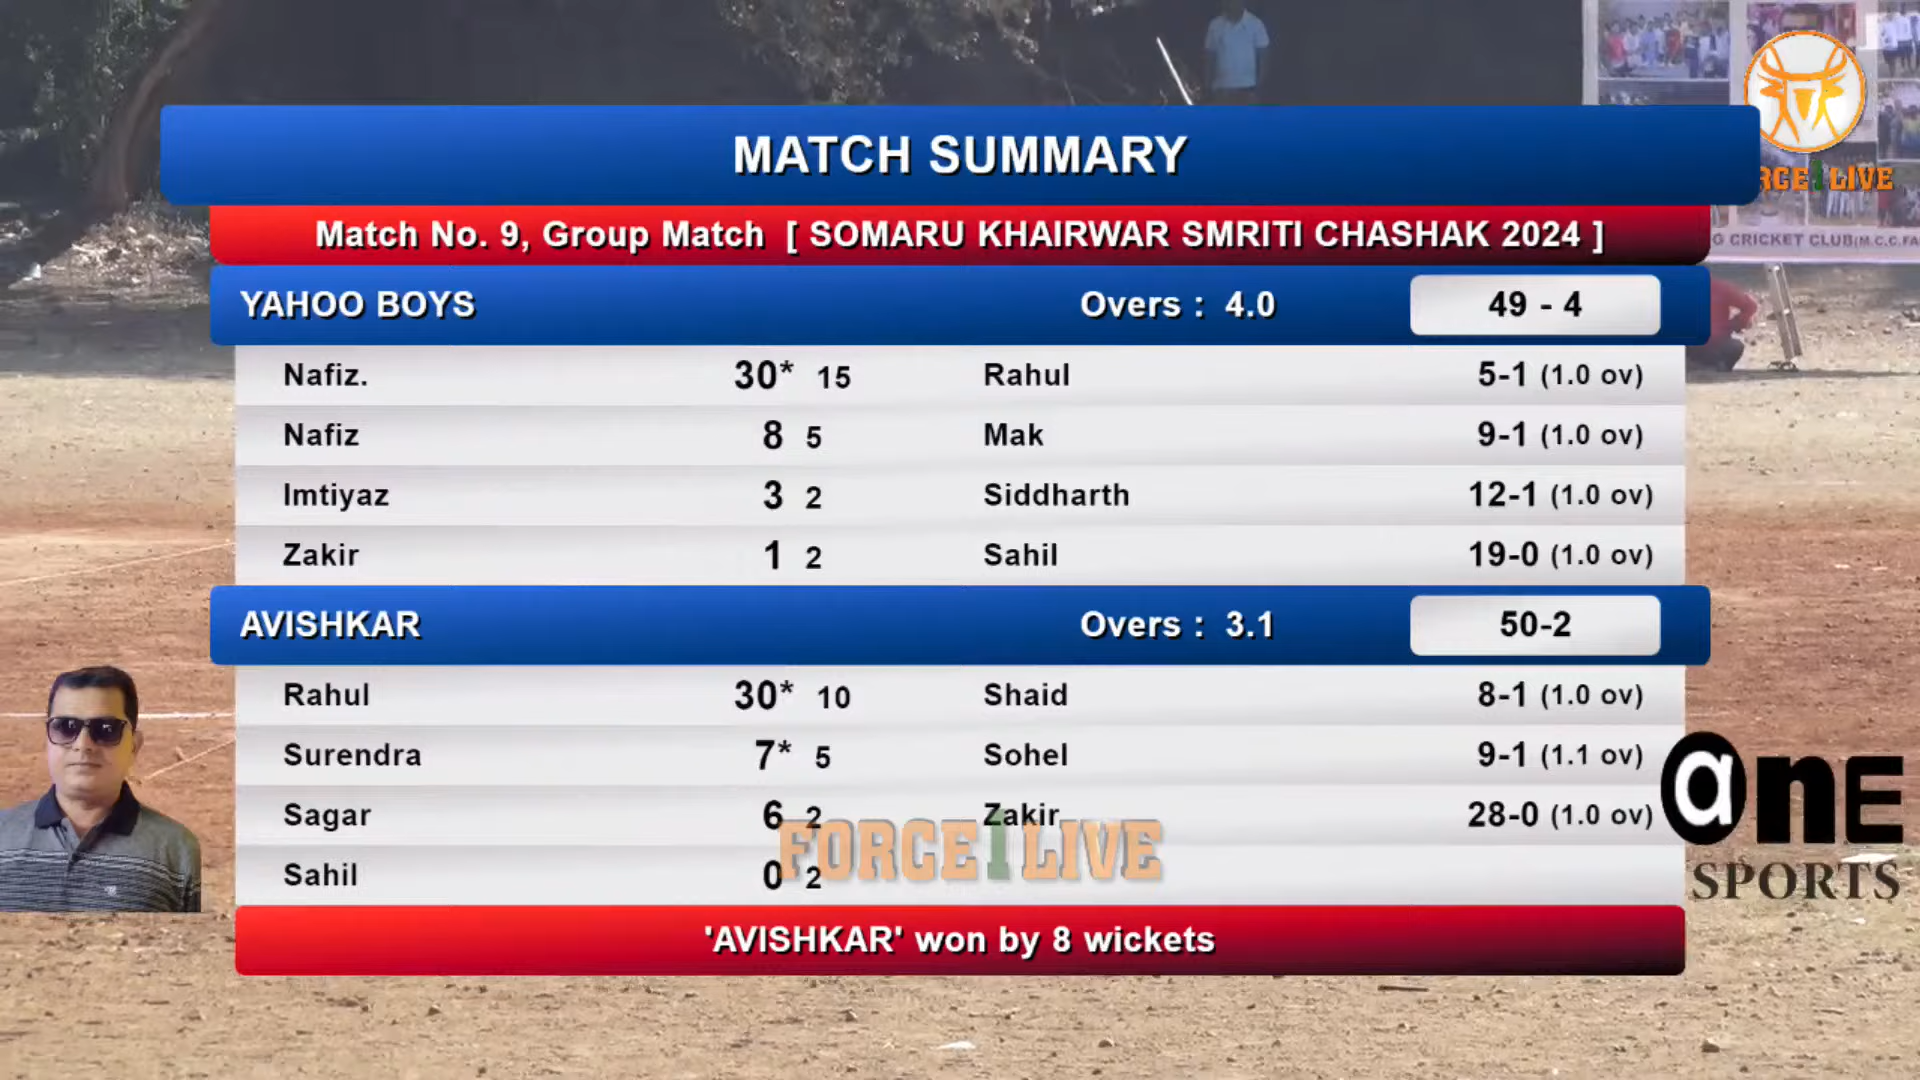 MATCH SUMMARY
Match No. 9, Group Match [ SOMARU KHAIRWAR SMRITI CHASHAK 2024 ]
G CRICKET CLUB(M.C.C.FA
RCE1LIVE
YAHOO BOYS Overs : 4.0 49 - 4
Nafiz. 30* 15 Rahul 5-1 (1.0 ov)
Nafiz 8 5 Mak 9-1 (1.0 ov)
Imtiyaz 3 2 Siddharth 12-1 (1.0 ov)
Zakir 1 2 Sahil 19-0 (1.0 ov)
AVISHKAR Overs : 3.1 50-2
Rahul 30* 10 Shaid 8-1 (1.0 ov)
Surendra 7* 5 Sohel 9-1 (1.1 ov)
Sagar 6 2 Zakir 28-0 (1.0 ov)
FORCE1LIVE
Sahil 0 2
anE
SPORTS
'AVISHKAR' won by 8 wickets